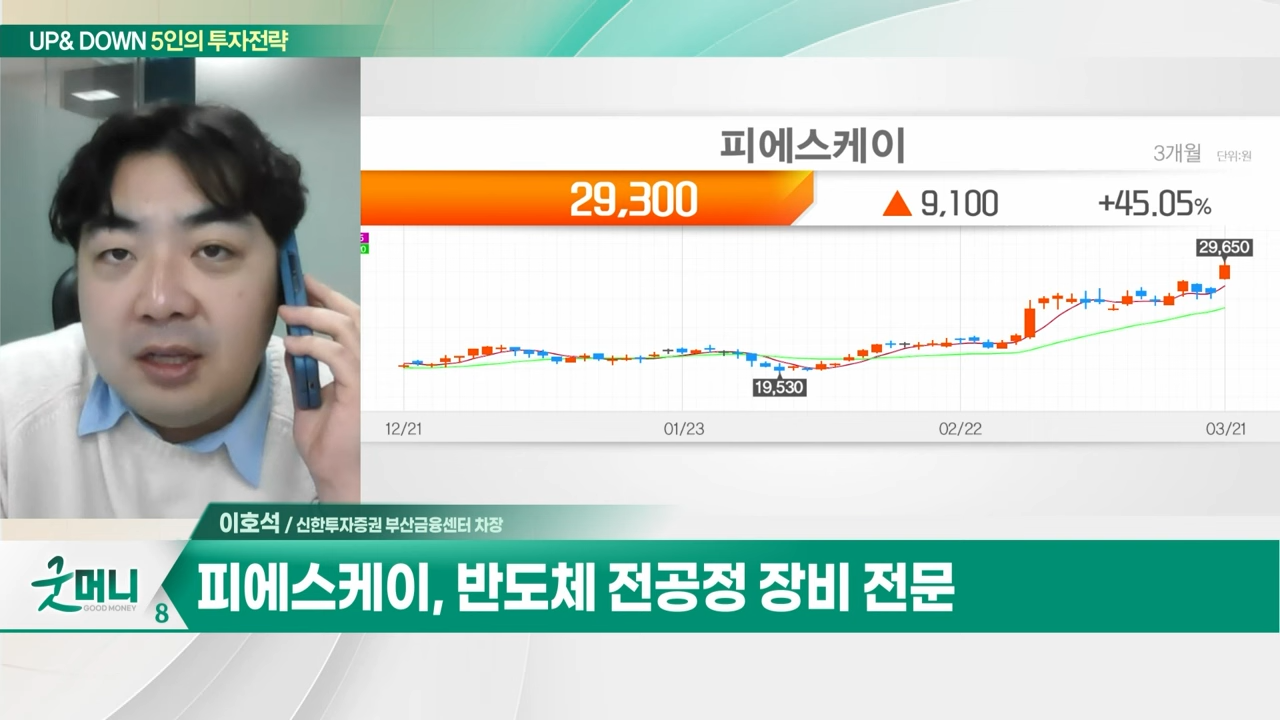 UP& DOWN 5인의 투자전략
피에스케이
3개월 단위:원
29,300 ▲ 9,100 +45.05%
29,650
19,530
12/21 01/23 02/22 03/21
이호석 / 신한투자증권 부산금융센터 차장
굿머니
GOOD MONEY
8
피에스케이, 반도체 전공정 장비 전문